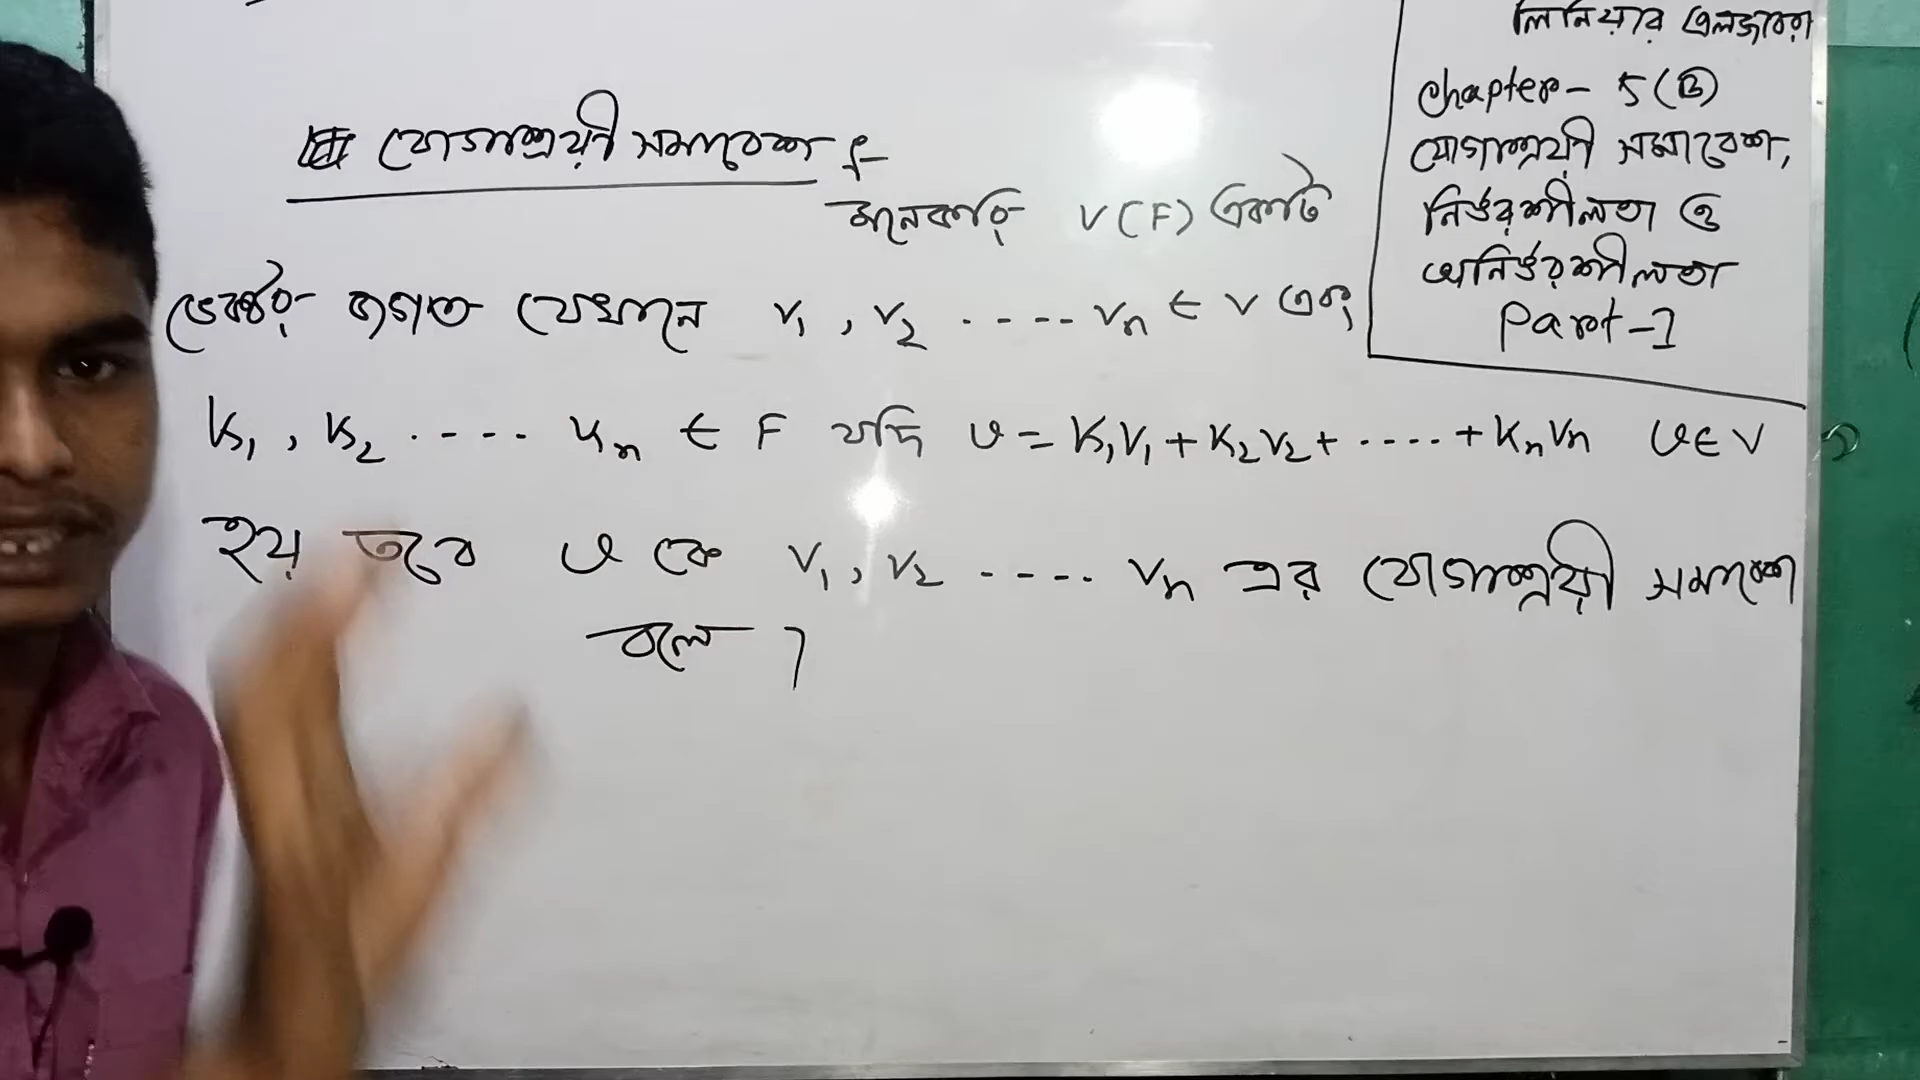 যোগাশ্রয়ী সমাবেশ :-
মনেকরি V(F) একটি
ভেক্টর জগত যেখানে v₁, v₂ ..... vₙ ∈ V এবং
K₁, K₂ ..... Kₙ ∈ F যদি v = K₁V₁ + K₂V₂ + ..... + KₙVₙ v ∈ V
হয় তবে v কে V₁, V₂ ..... Vₙ এর যোগাশ্রয়ী সমাবেশ
বলে ।
লিনিয়ার এলজাবরা
chapter - 5 (B)
যোগাশ্রয়ী সমাবেশ,
নির্ভরশীলতা ও
অনির্ভরশীলতা
Part - 1